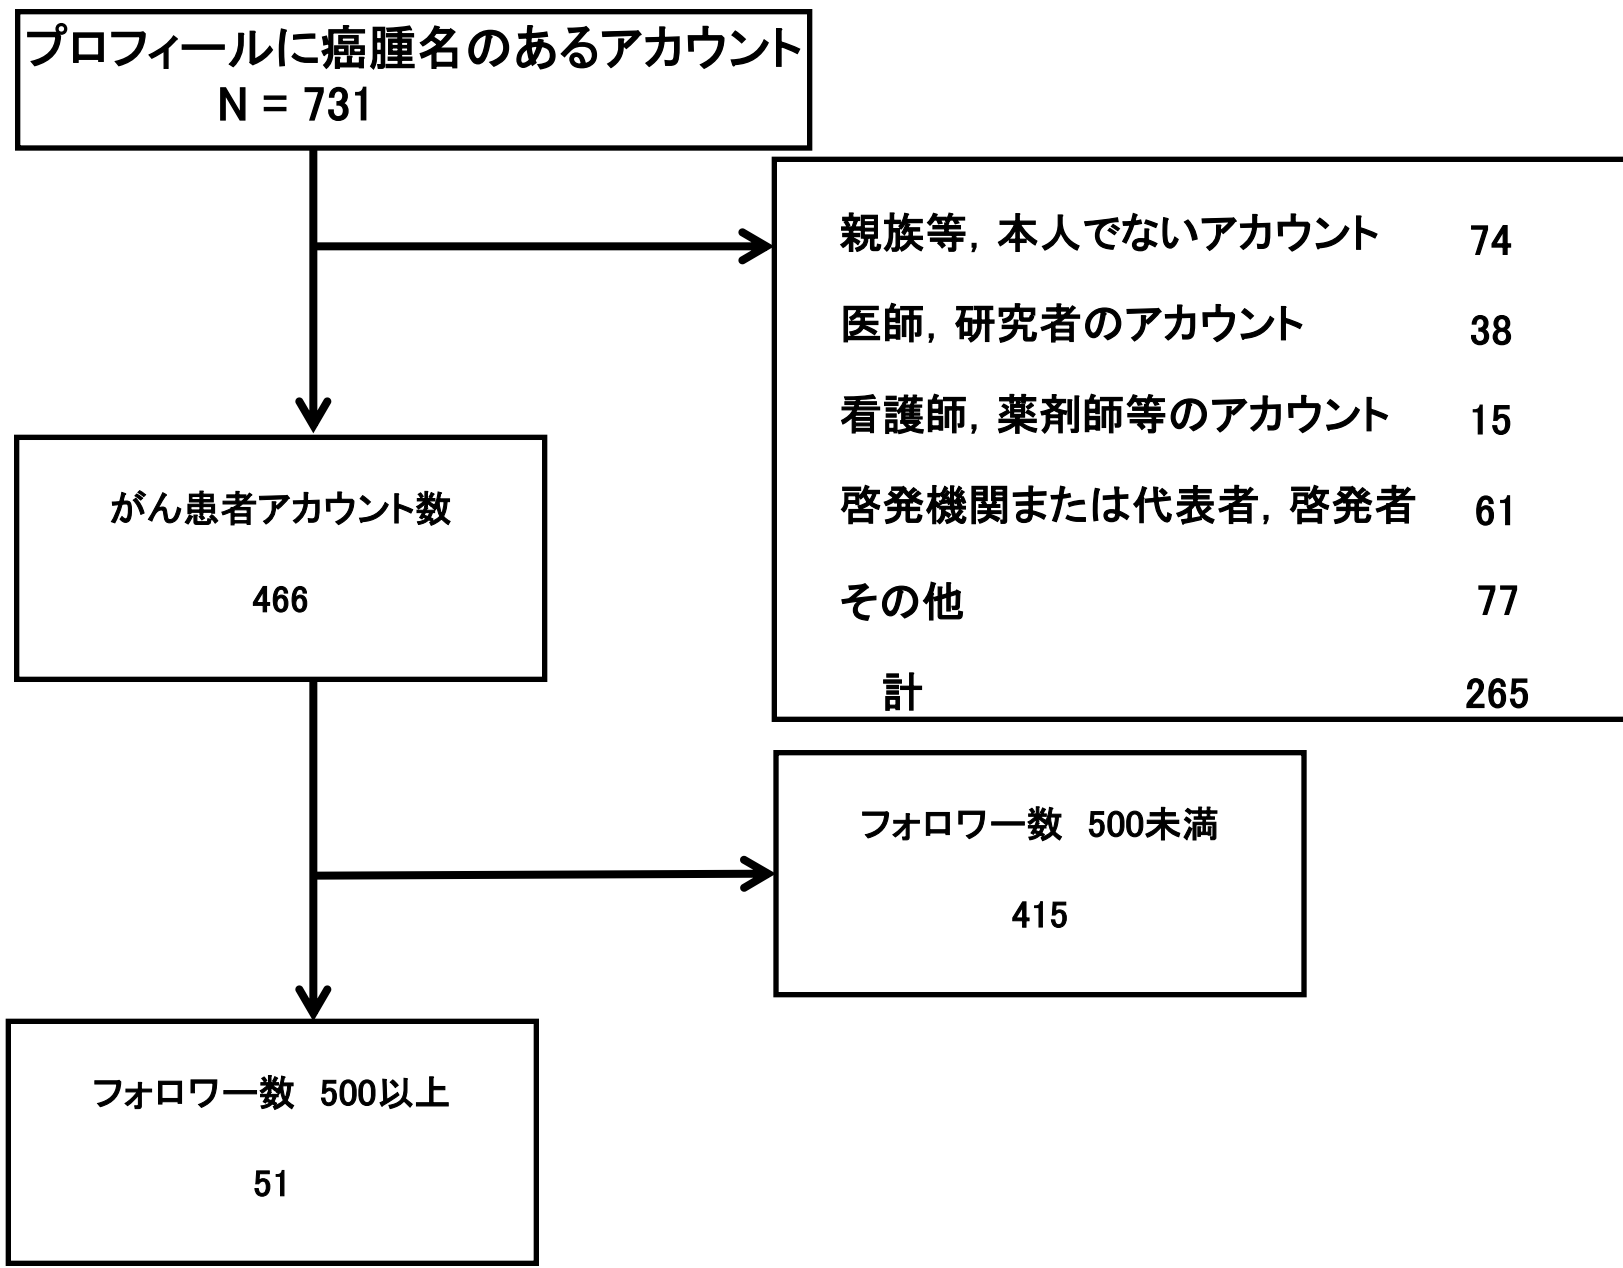 プロフィールに癌腫名のあるアカウント
N = 731
親族等, 本人でないアカウント 74
医師, 研究者のアカウント 38
看護師, 薬剤師等のアカウント 15
啓発機関または代表者, 啓発者 61
その他 77
計 265
がん患者アカウント数
466
フォロワー数 500未満
415
フォロワー数 500以上
51